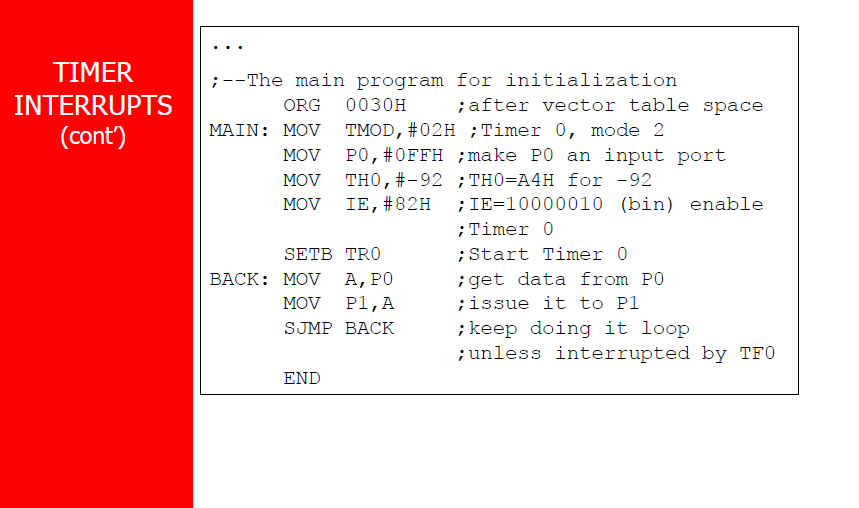 TIMER
INTERRUPTS
(cont’)
...
;--The main program for initialization
      ORG  0030H    ;after vector table space
MAIN: MOV  TMOD,#02H ;Timer 0, mode 2
      MOV  P0,#0FFH ;make P0 an input port
      MOV  TH0,#-92 ;TH0=A4H for -92
      MOV  IE,#82H  ;IE=10000010 (bin) enable
                    ;Timer 0
      SETB TR0      ;Start Timer 0
BACK: MOV  A,P0     ;get data from P0
      MOV  P1,A     ;issue it to P1
      SJMP BACK     ;keep doing it loop
                    ;unless interrupted by TF0
      END